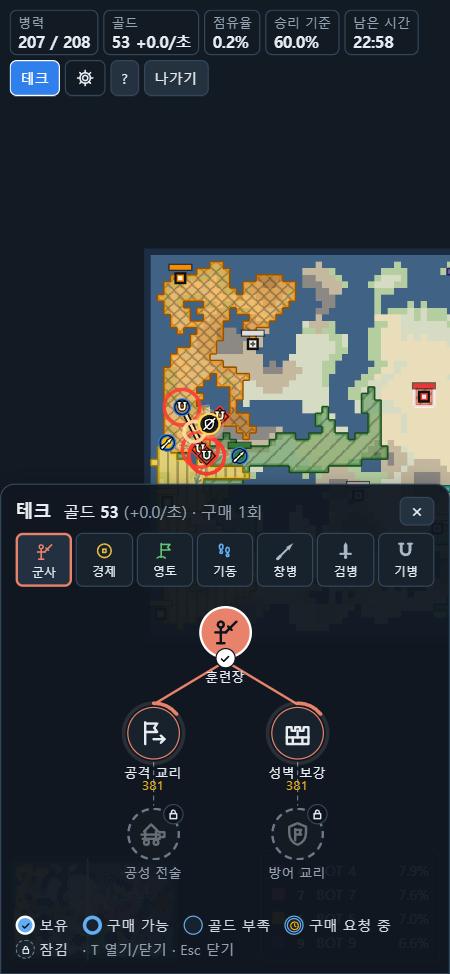 병력 골드 점유율 승리 기준 남은 시간
207 / 208 53 +0.0/초 0.2% 60.0% 22:58
테크 ? 나가기
테크 골드 53 (+0.0/초) · 구매 1회 ×
군사 경제 영토 기동 창병 검병 기병
훈련장
공격 교리 성벽 보강
381 381
공성 전술 방어 교리
BOT 4 7.9%
7 BOT 7 7.6%
7.0%
9 BOT 9 6.6%
보유 구매 가능 골드 부족 구매 요청 중
잠김 · T 열기/닫기 · Esc 닫기